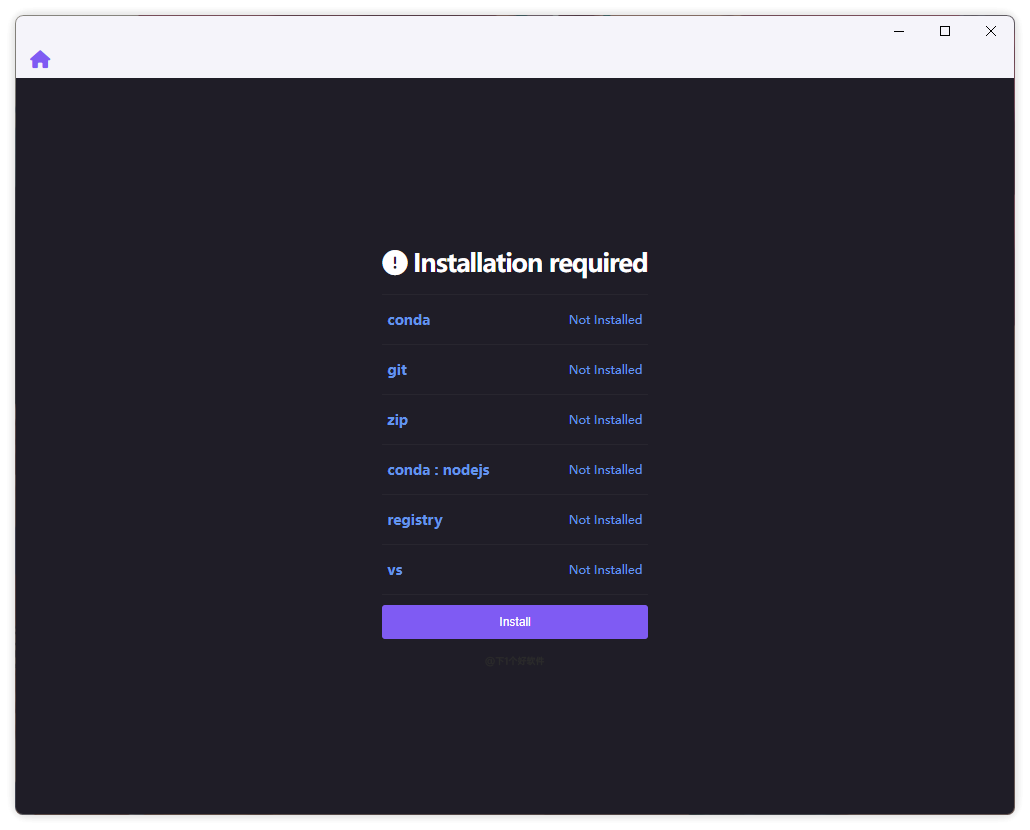 Installation required
conda Not Installed
git Not Installed
zip Not Installed
conda : nodejs Not Installed
registry Not Installed
vs Not Installed
Install